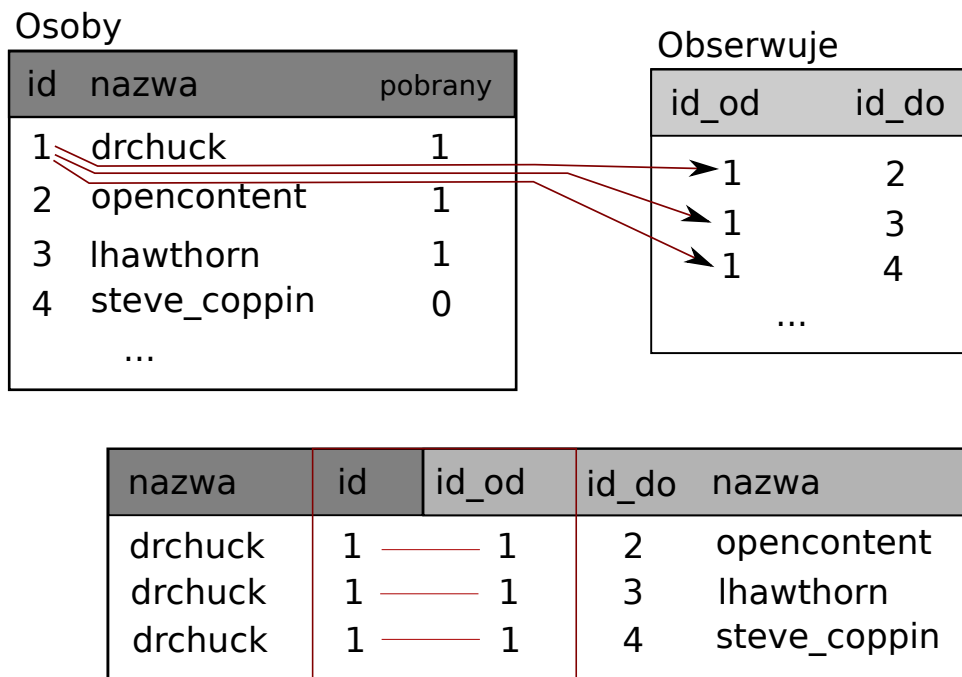 Osoby
id nazwa pobrany
1 drchuck 1
2 opencontent 1
3 lhawthorn 1
4 steve_coppin 0
...
Obserwuje
id_od id_do
1 2
1 3
1 4
...
nazwa id id_od id_do nazwa
drchuck 1 1 2 opencontent
drchuck 1 1 3 lhawthorn
drchuck 1 1 4 steve_coppin